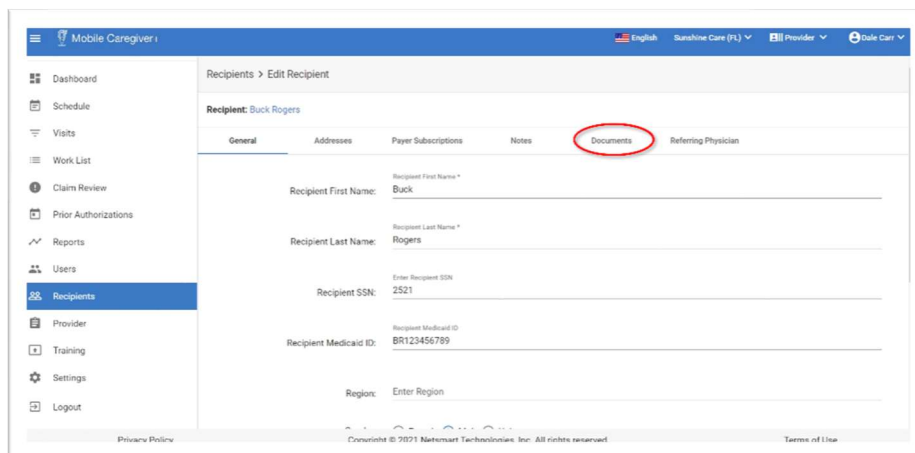 Mobile Caregiver
English Sunshine Care (FL) Provider Dale Carr
Dashboard
Schedule
Visits
Work List
Claim Review
Prior Authorizations
Reports
Users
Recipients
Provider
Training
Settings
Logout
Recipients > Edit Recipient
Recipient: Buck Rogers
General Addresses Payer Subscriptions Notes Documents Referring Physician
Recipient First Name *
Recipient First Name: Buck
Recipient Last Name *
Recipient Last Name: Rogers
Enter Recipient SSN
Recipient SSN: 2521
Recipient Medicaid ID
Recipient Medicaid ID: BR123456789
Region: Enter Region
Privacy Policy Copyright © 2021 Netsmart Technologies, Inc. All rights reserved Terms of Use